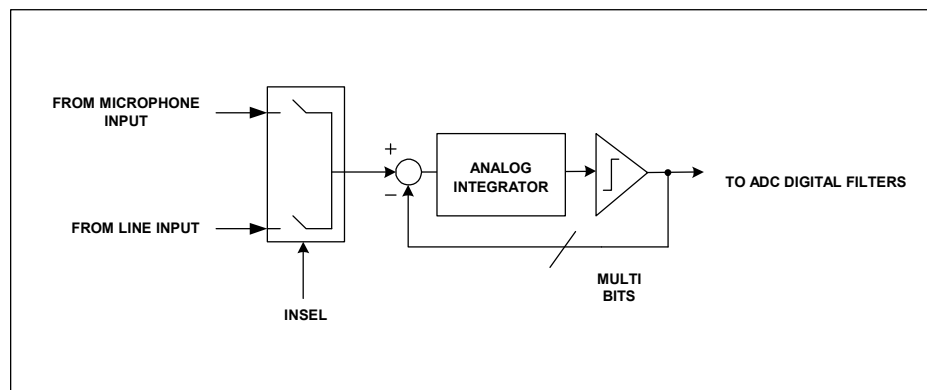 FROM MICROPHONE
INPUT
FROM LINE INPUT
INSEL
+
−
ANALOG
INTEGRATOR
TO ADC DIGITAL FILTERS
MULTI
BITS